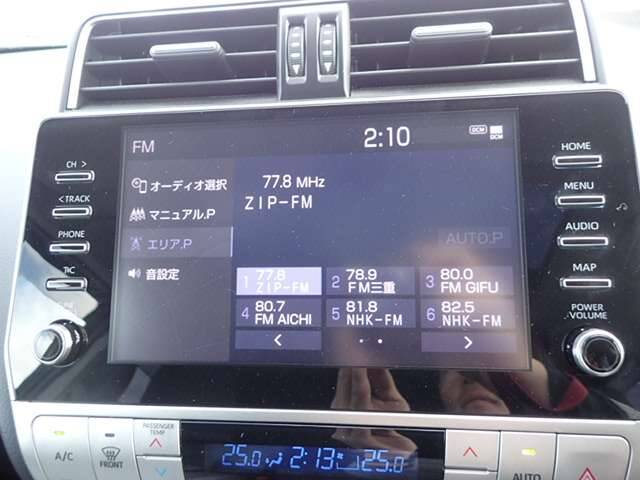 FM 2:10 DCM DCM
オーディオ選択
マニュアル.P
エリア.P
音設定
77.8 MHz
ZIP-FM
AUTO.P
1 77.8 ZIP-FM
2 78.9 FM三重
3 80.0 FM GIFU
4 80.7 FM AICHI
5 81.8 NHK-FM
6 82.5 NHK-FM
< >
CH >
< TRACK
PHONE
HOME
MENU
AUDIO
MAP
POWER
VOLUME
A/C
FRONT
PASSENGER
TEMP
25.0 2:13 25.0
AUTO